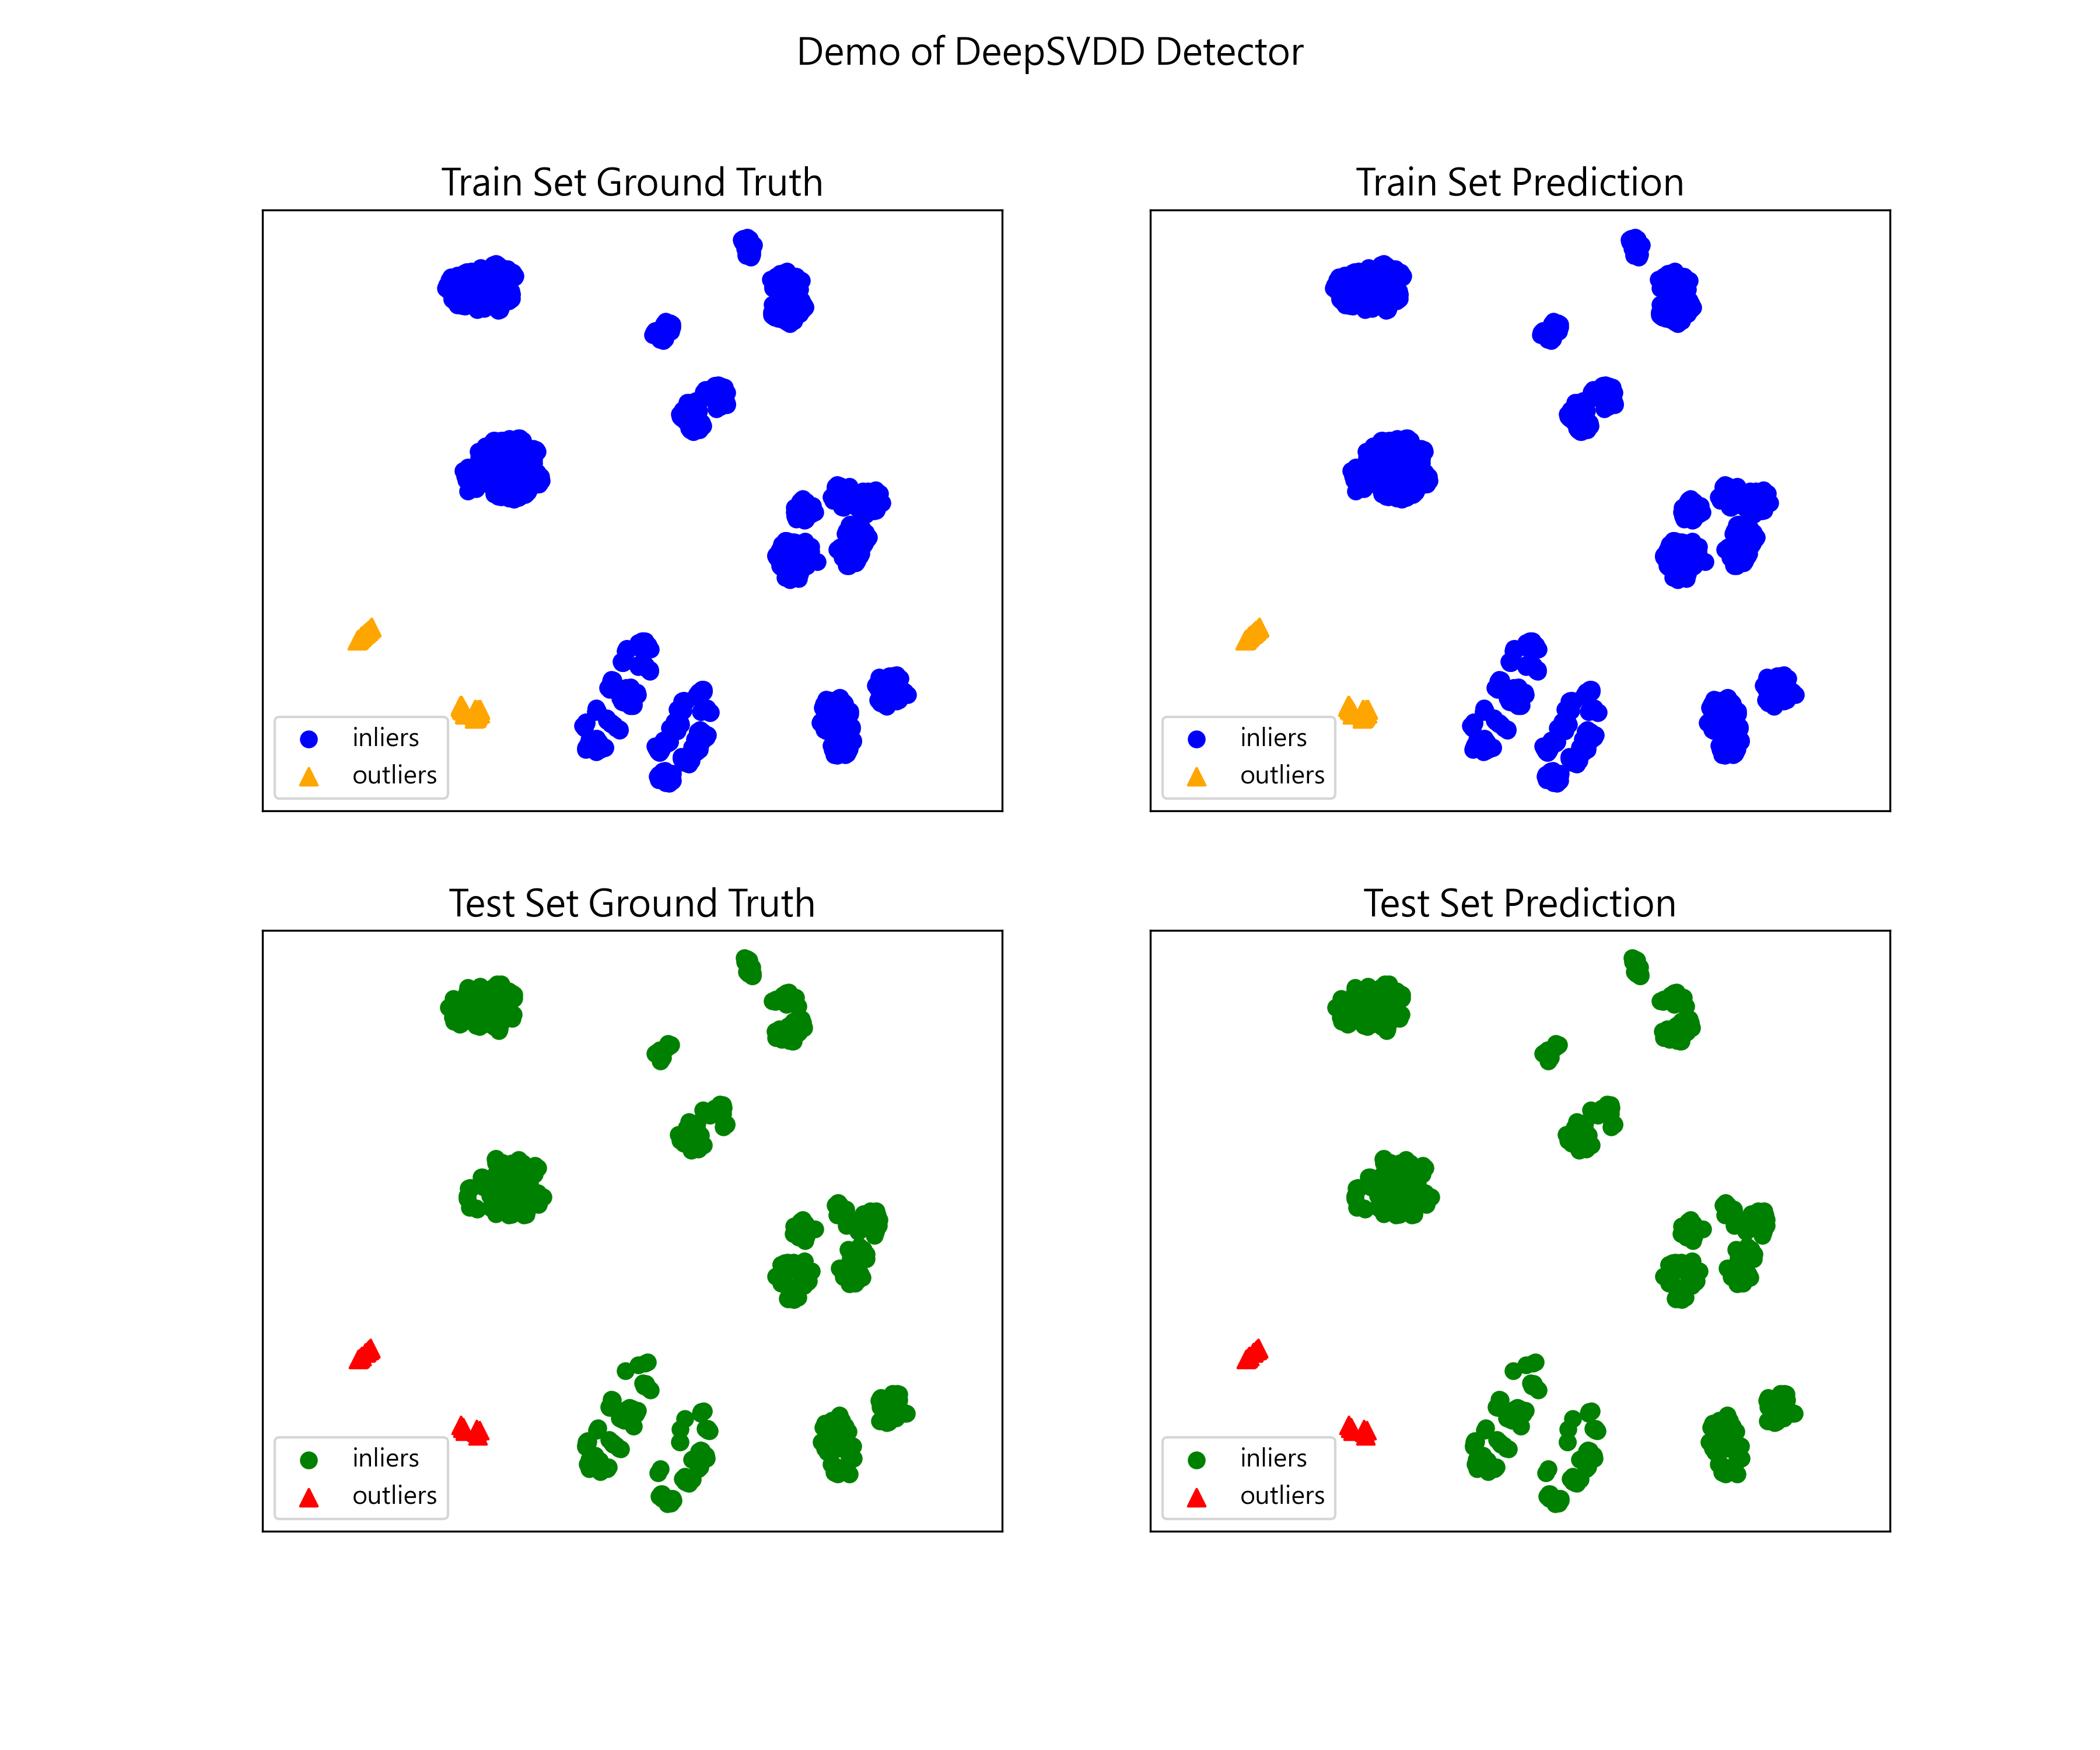 Demo of DeepSVDD Detector
Train Set Ground Truth
inliers
outliers
Train Set Prediction
inliers
outliers
Test Set Ground Truth
inliers
outliers
Test Set Prediction
inliers
outliers